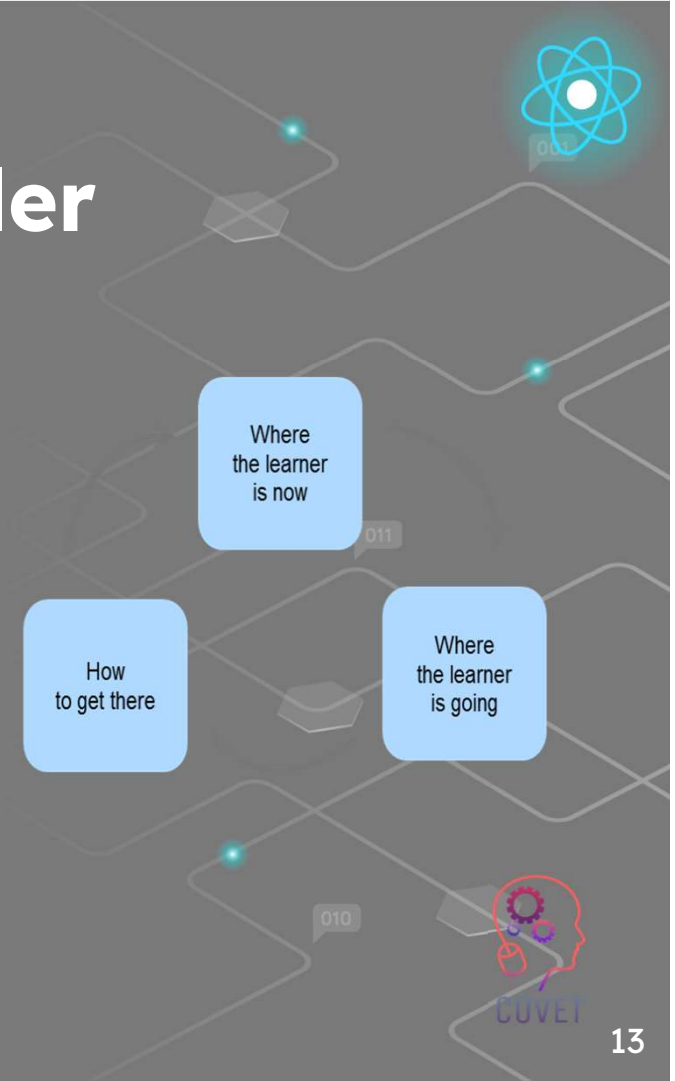 ler
001
Where
the learner
is now
011
Where
the learner
is going
How
to get there
010
COVET
13